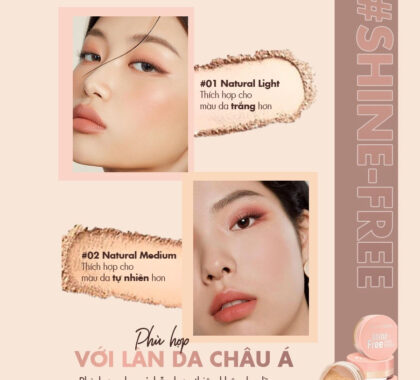 #SHINE-FREE
#01 Natural Light
Thích hợp cho
màu da trắng hơn
#02 Natural Medium
Thích hợp cho
màu da tự nhiên hơn
Phù hợp
VỚI LÀN DA CHÂU Á
Free